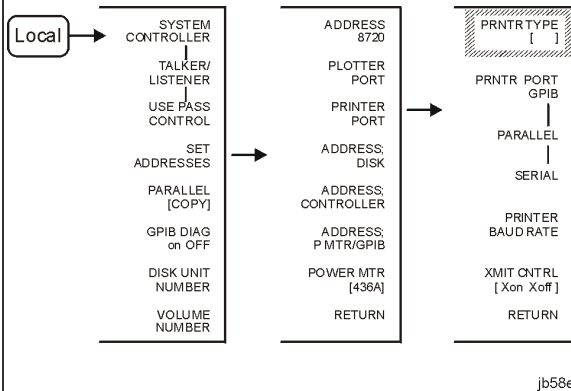 Local
SYSTEM
CONTROLLER
TALKER/
LISTENER
USE PASS
CONTROL
SET
ADDRESSES
PARALLEL
[COPY]
GPIB DIAG
on OFF
DISK UNIT
NUMBER
VOLUME
NUMBER
ADDRESS
8720
PLOTTER
PORT
PRINTER
PORT
ADDRESS;
DISK
ADDRESS;
CONTROLLER
ADDRESS;
P MTR/GPIB
POWER MTR
[436A]
RETURN
PRNTR TYPE
[ ]
PRNTR PORT
GPIB
PARALLEL
SERIAL
PRINTER
BAUD RATE
XMIT CNTRL
[ Xon Xoff ]
RETURN
jb58e